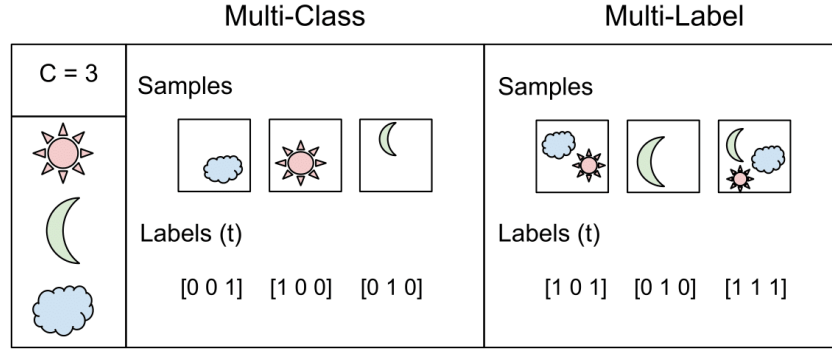 Multi-Class
Multi-Label
C = 3
Samples
Labels (t)
[0 0 1] [1 0 0] [0 1 0]
Samples
Labels (t)
[1 0 1] [0 1 0] [1 1 1]